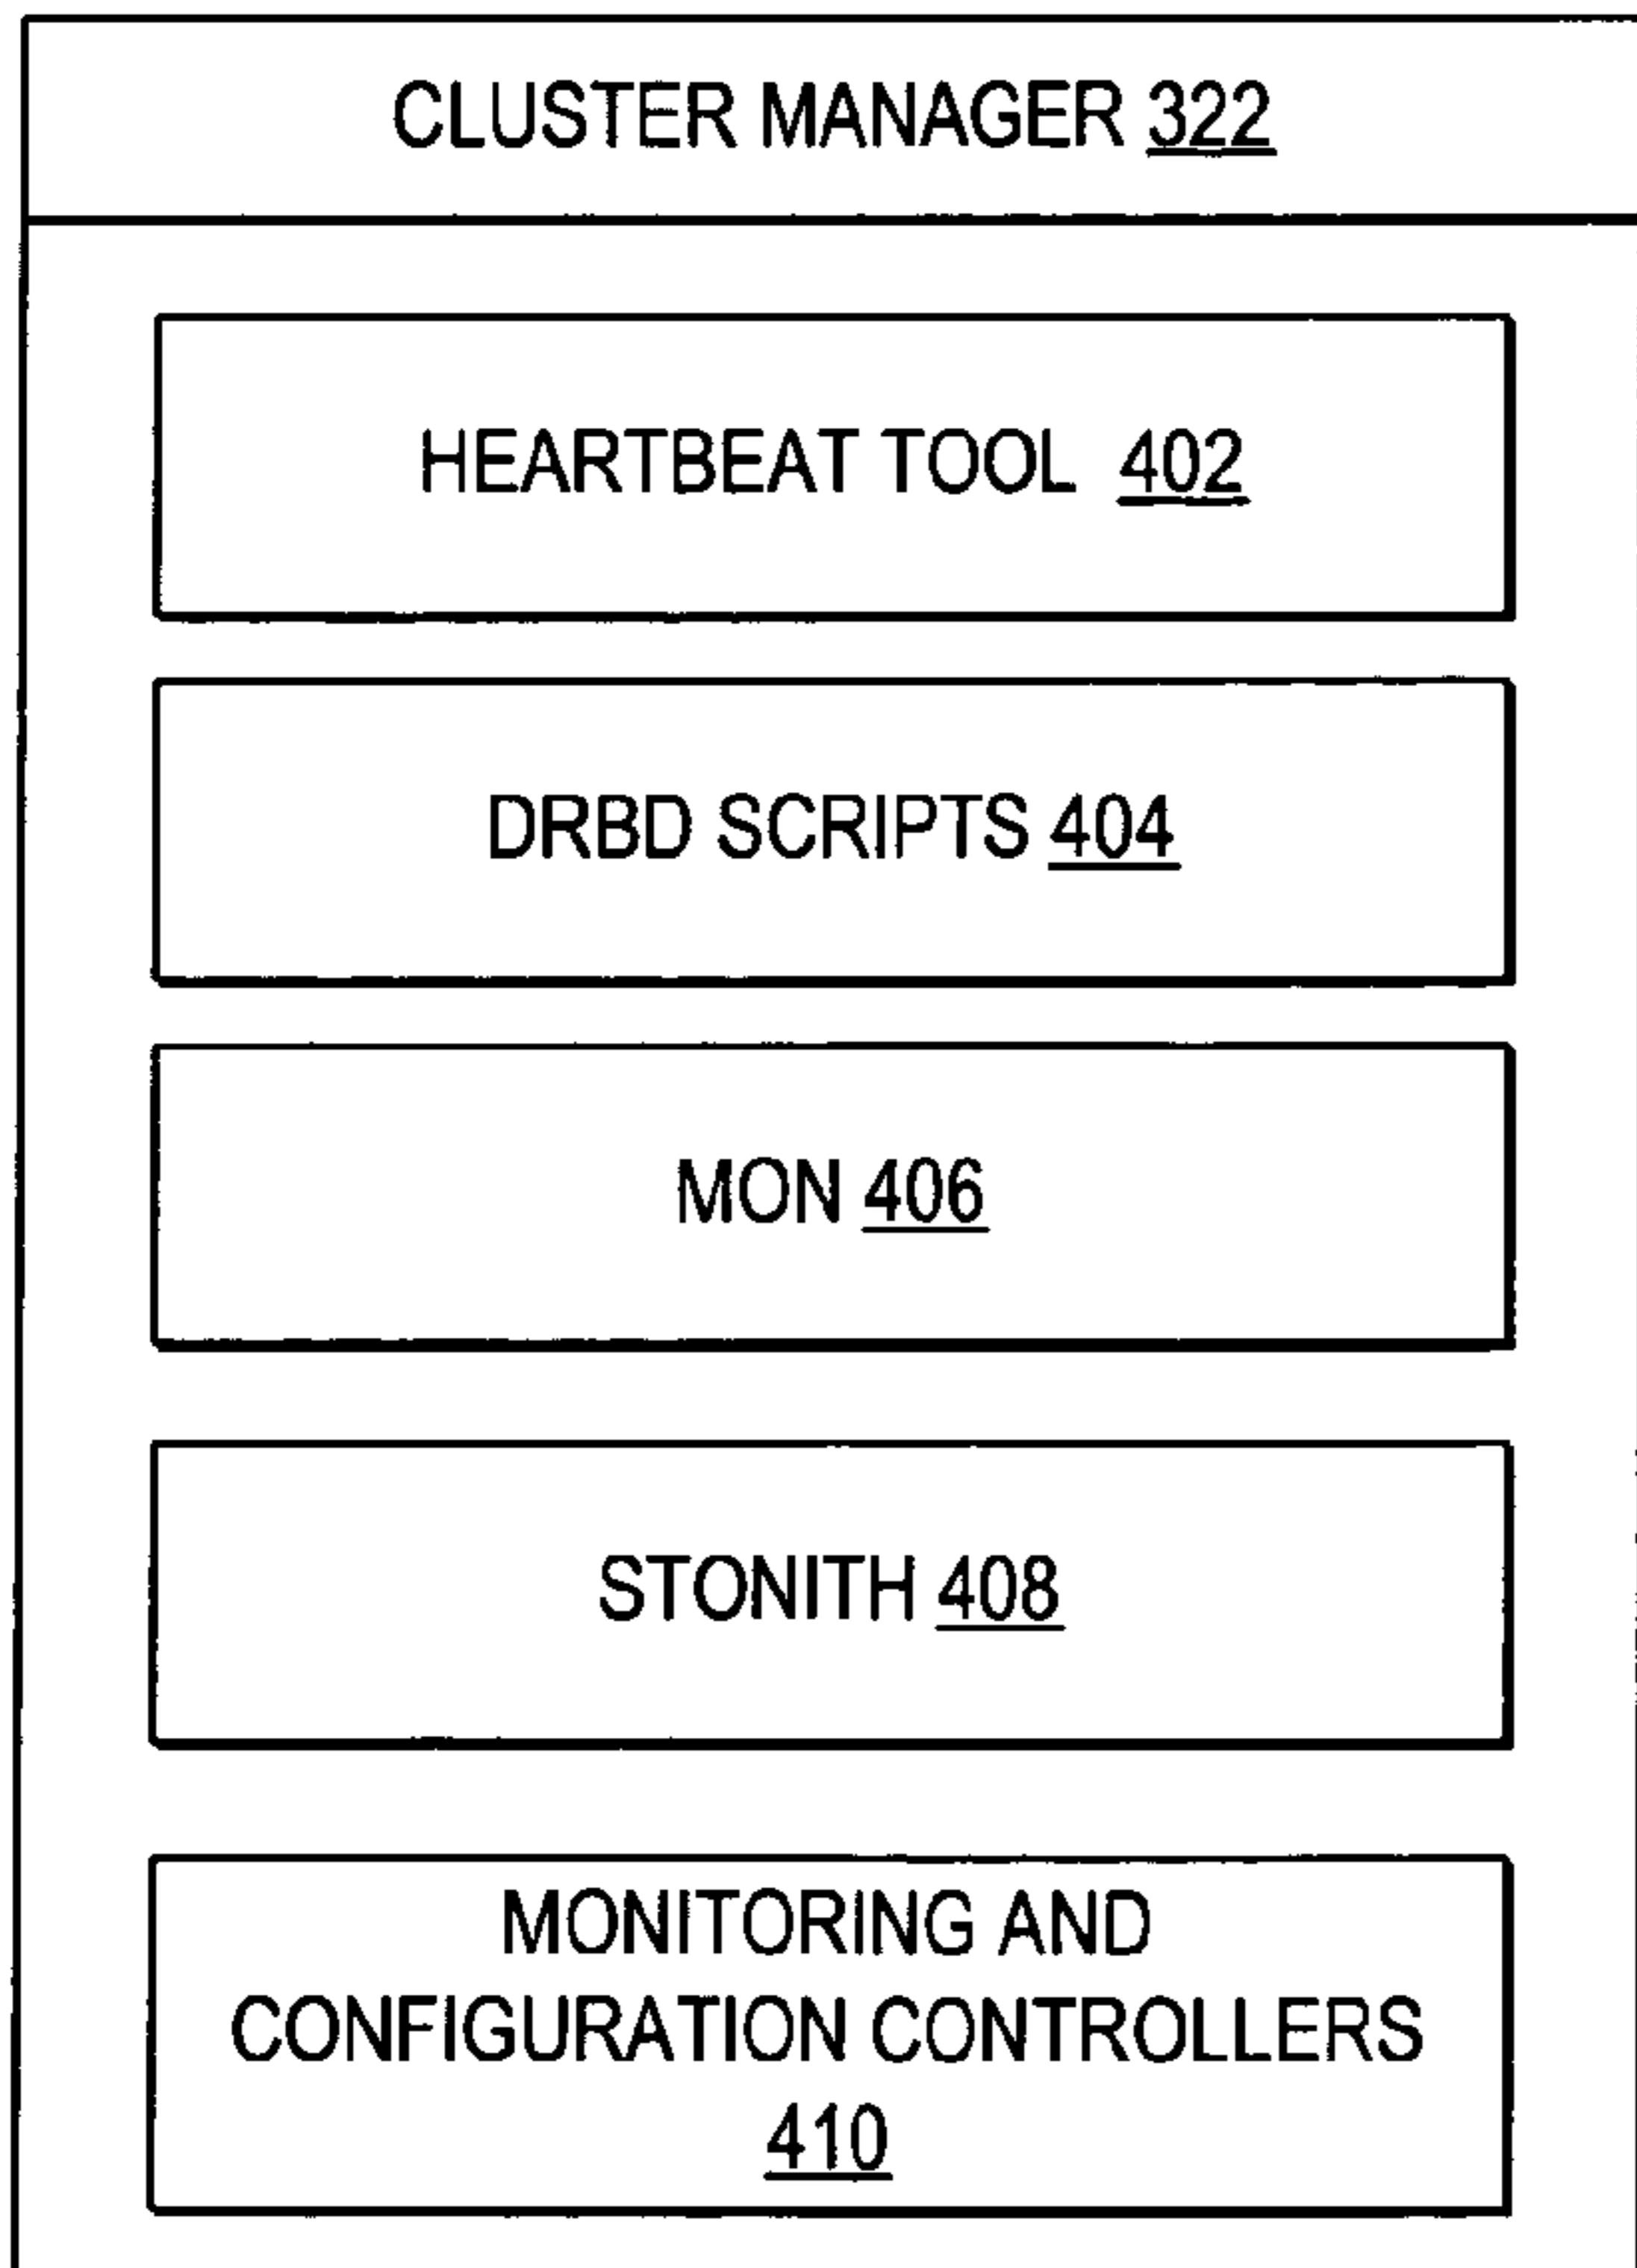 CLUSTER MANAGER 322
HEARTBEAT TOOL 402
DRBD SCRIPTS 404
MON 406
STONITH 408
MONITORING AND
CONFIGURATION CONTROLLERS
410